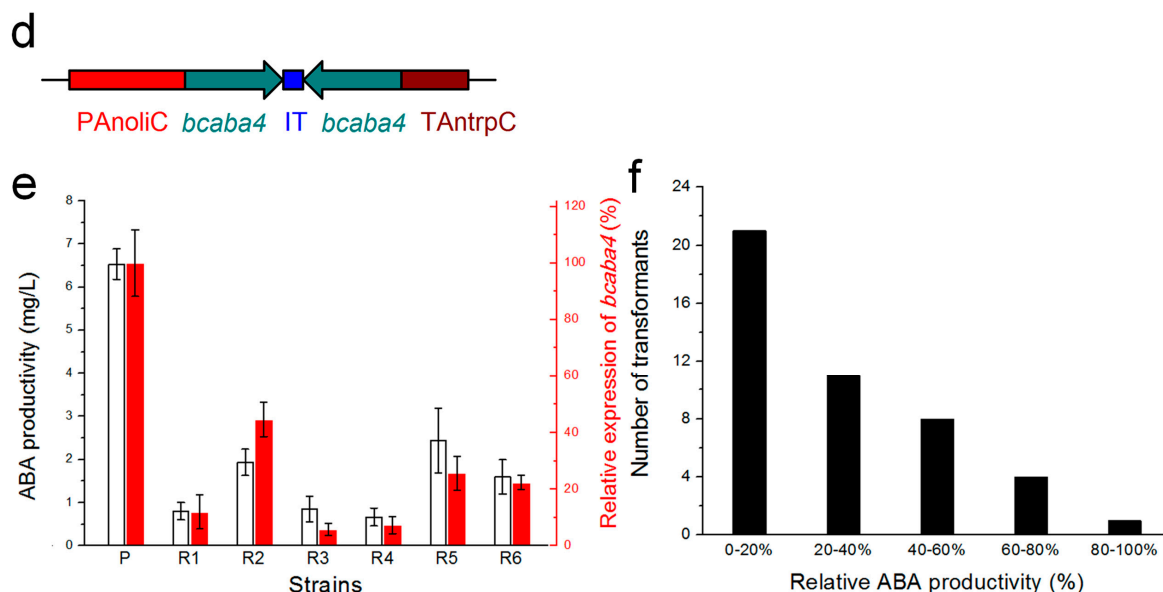 d
PAnoliC bcaba4 IT bcaba4 TAntrpC
e
8
7
6
5
4
3
2
1
0
ABA productivity (mg/L)
120
100
80
60
40
20
0
Relative expression of bcaba4 (%)
P R1 R2 R3 R4 R5 R6
Strains
f
24
20
16
12
8
4
0
Number of transformants
0-20% 20-40% 40-60% 60-80% 80-100%
Relative ABA productivity (%)